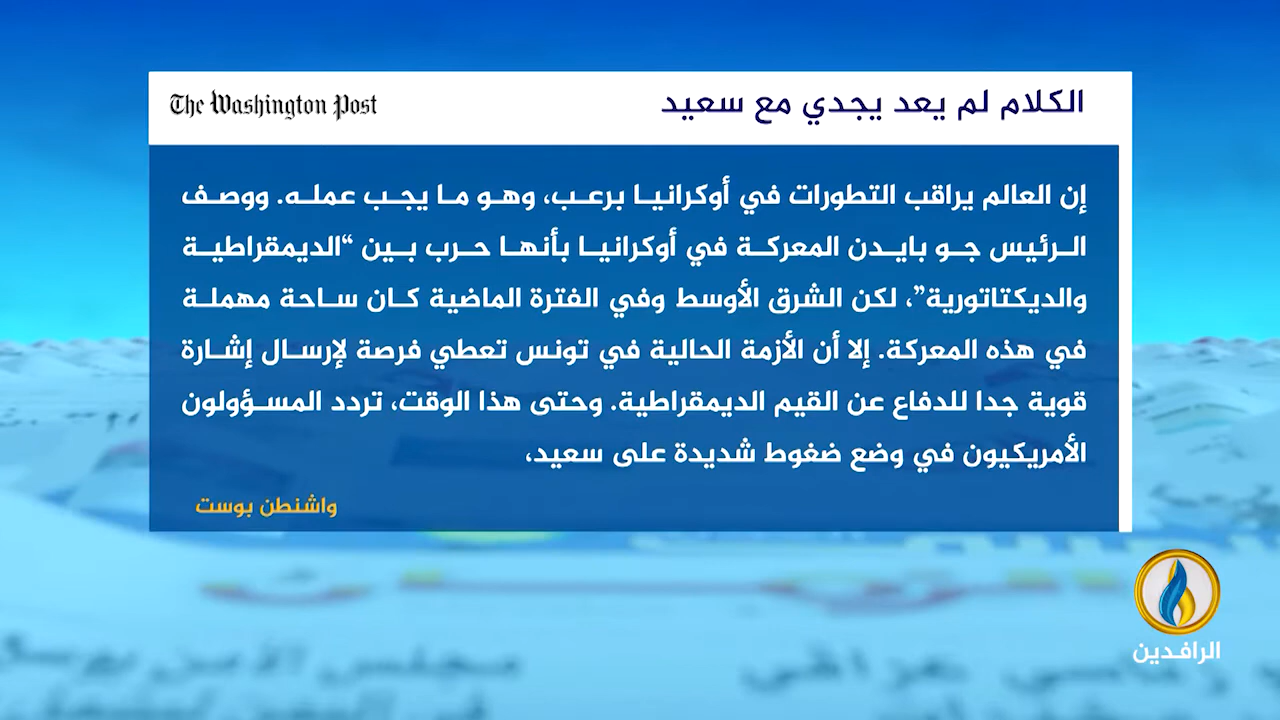 الكلام لم يعد يجدي مع سعيد
The Washington Post
إن العالم يراقب التطورات في أوكرانيا برعب، وهو ما يجب عمله. ووصف
الرئيس جو بايدن المعركة في أوكرانيا بأنها حرب بين “الديمقراطية
والديكتاتورية”، لكن الشرق الأوسط وفي الفترة الماضية كان ساحة مهملة
في هذه المعركة. إلا أن الأزمة الحالية في تونس تعطي فرصة لإرسال إشارة
قوية جدا للدفاع عن القيم الديمقراطية. وحتى هذا الوقت، تردد المسؤولون
الأمريكيون في وضع ضغوط شديدة على سعيد،
واشنطن بوست
الرافدين
مجلس الأمن